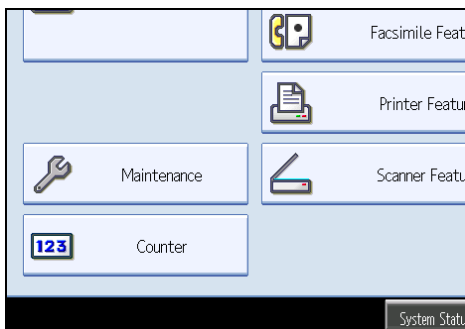 Facsimile Feat
Printer Featu
Maintenance
Scanner Featu
123
Counter
System Statu